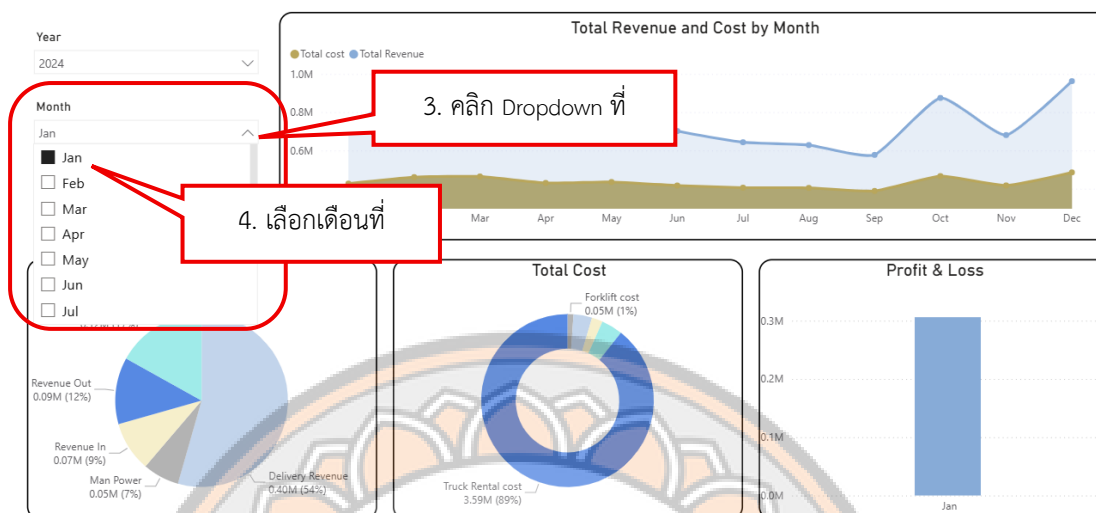 Year
2024
Month
Jan
Jan
Feb
Mar
Apr
May
Jun
Jul
3. คลิก Dropdown ที่
4. เลือกเดือนที่
Total Revenue and Cost by Month
Total cost Total Revenue
1.0M
0.8M
0.6M
Mar Apr May Jun Jul Aug Sep Oct Nov Dec
Revenue Out
0.09M (12%)
Revenue In
0.07M (9%)
Man Power
0.05M (7%)
Delivery Revenue
0.40M (54%)
Total Cost
Forklift cost
0.05M (1%)
Truck Rental cost
3.59M (89%)
Profit & Loss
0.3M
0.2M
0.1M
0.0M
Jan